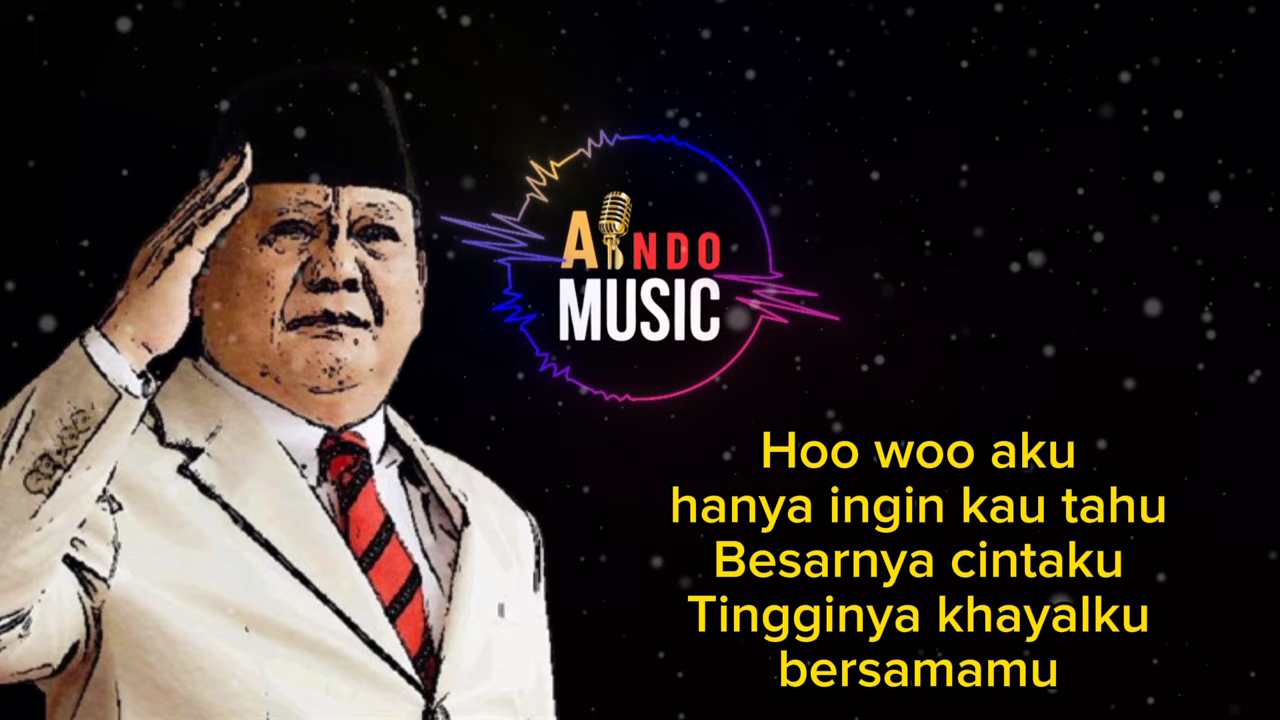 AINDO
MUSIC
Hoo woo aku
hanya ingin kau tahu
Besarnya cintaku
Tingginya khayalku
bersamamu